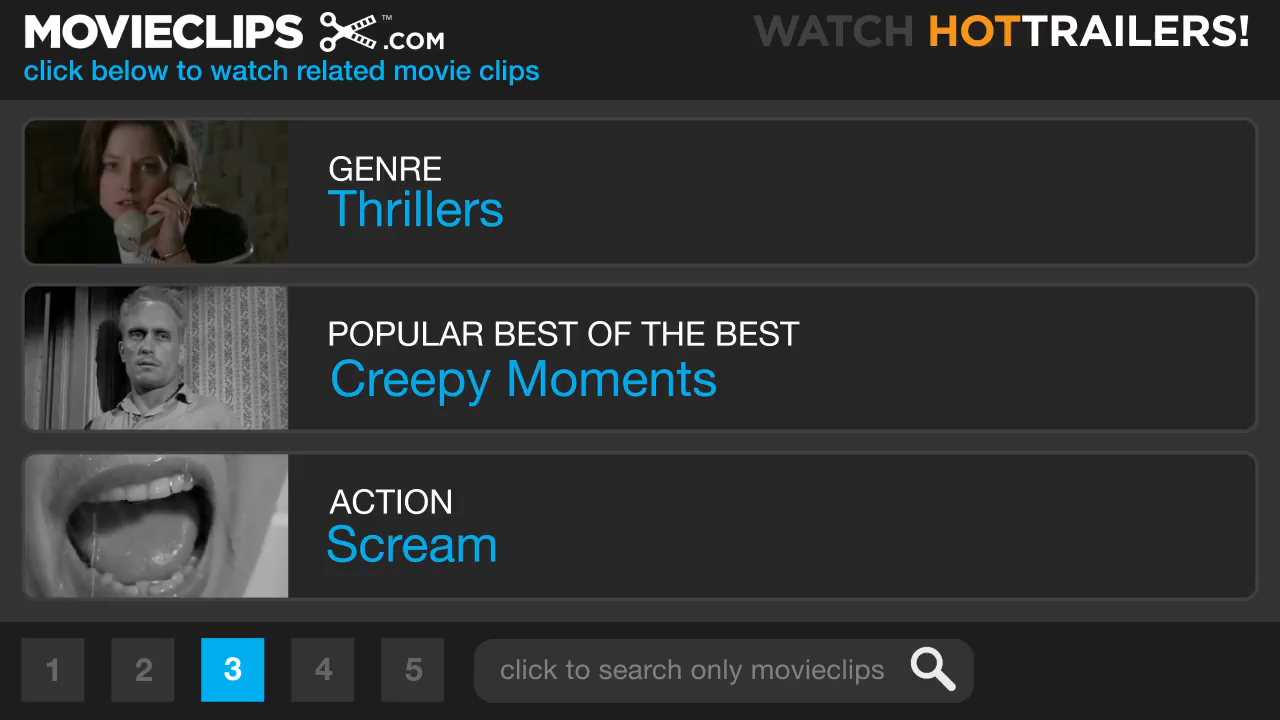 MOVIECLIPS ™ .COM
WATCH HOTTRAILERS!
click below to watch related movie clips
GENRE
Thrillers
POPULAR BEST OF THE BEST
Creepy Moments
ACTION
Scream
1 2 3 4 5
click to search only movieclips